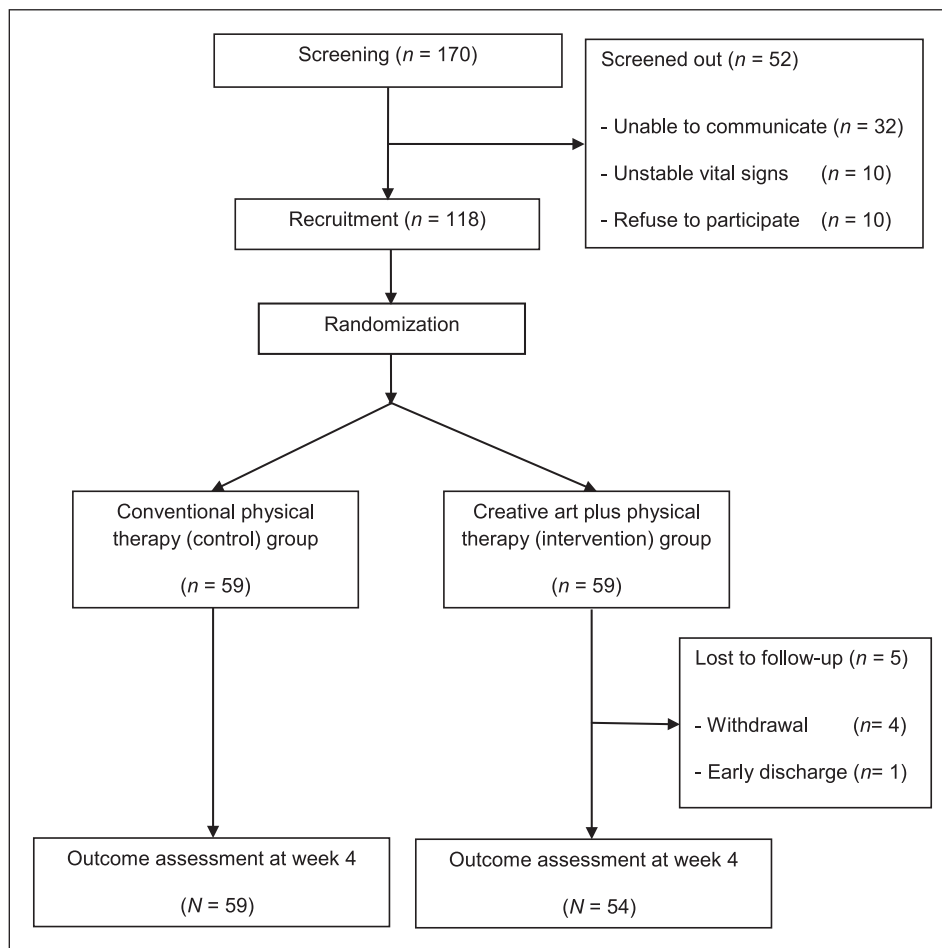 Screening (n = 170)
Screened out (n = 52)
- Unable to communicate (n = 32)
- Unstable vital signs (n = 10)
- Refuse to participate (n = 10)
Recruitment (n = 118)
Randomization
Conventional physical
therapy (control) group
(n = 59)
Creative art plus physical
therapy (intervention) group
(n = 59)
Lost to follow-up (n = 5)
- Withdrawal (n= 4)
- Early discharge (n= 1)
Outcome assessment at week 4
(N = 59)
Outcome assessment at week 4
(N = 54)